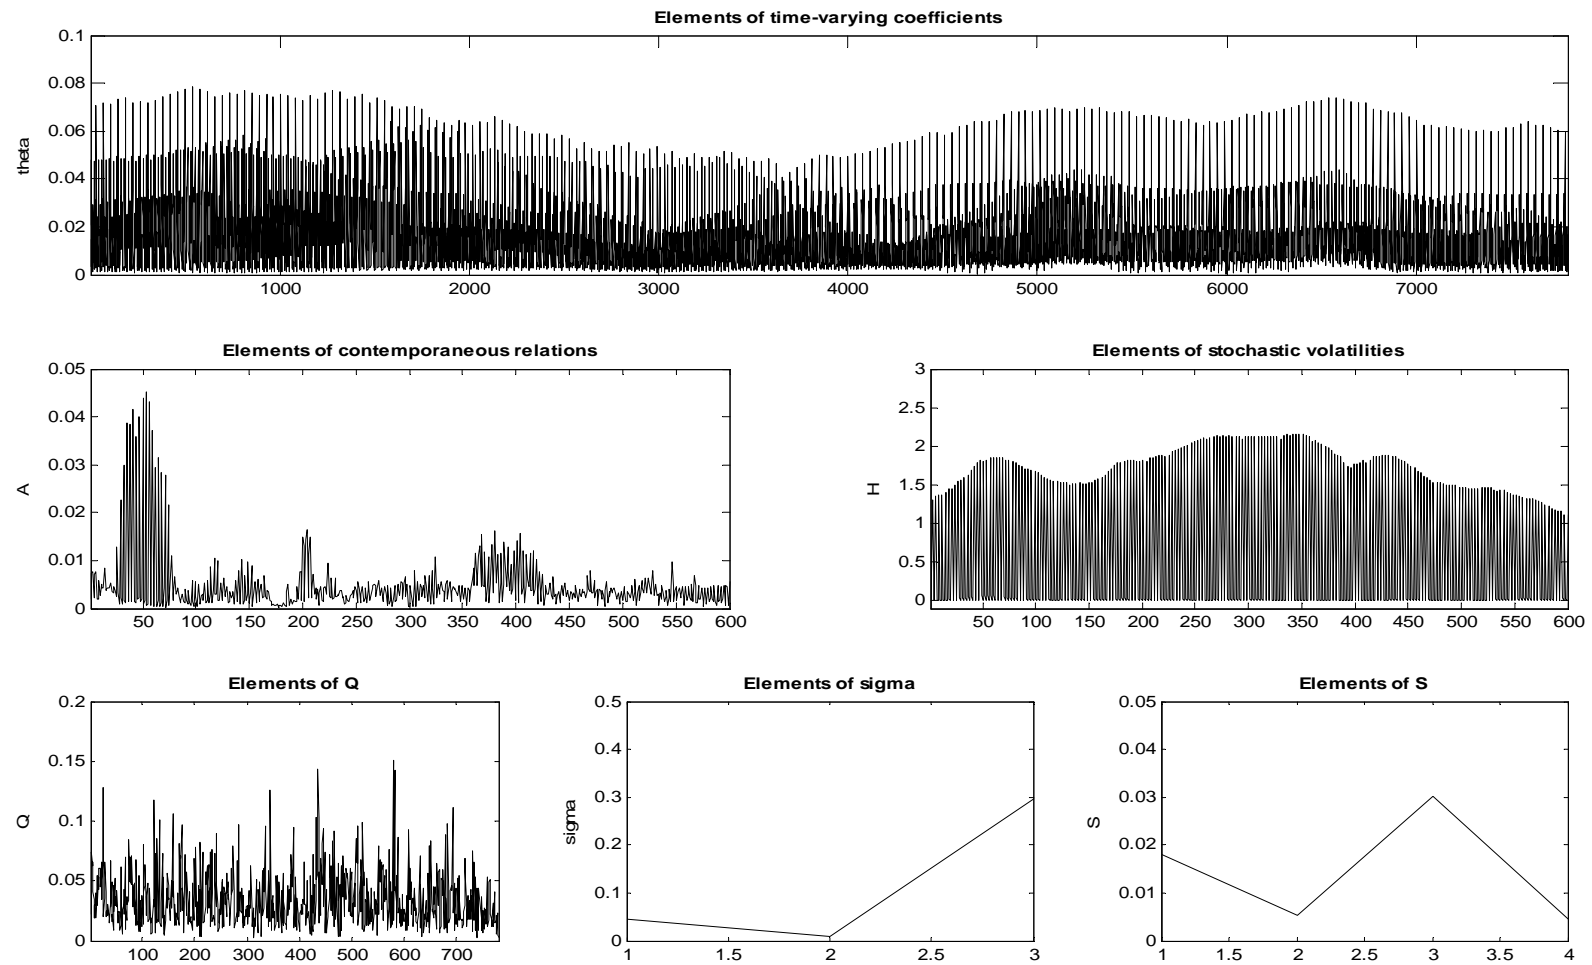 Elements of time-varying coefficients
0.1
0.08
0.06
0.04
0.02
0
theta
1000 2000 3000 4000 5000 6000 7000
Elements of contemporaneous relations
0.05
0.04
0.03
0.02
0.01
0
A
50 100 150 200 250 300 350 400 450 500 550 600
Elements of stochastic volatilities
3
2.5
2
1.5
1
0.5
0
H
50 100 150 200 250 300 350 400 450 500 550 600
Elements of Q
0.2
0.15
0.1
0.05
0
Q
100 200 300 400 500 600 700
Elements of sigma
0.5
0.4
0.3
0.2
0.1
0
sigma
1 1.5 2 2.5 3
Elements of S
0.05
0.04
0.03
0.02
0.01
0
S
1 1.5 2 2.5 3 3.5 4